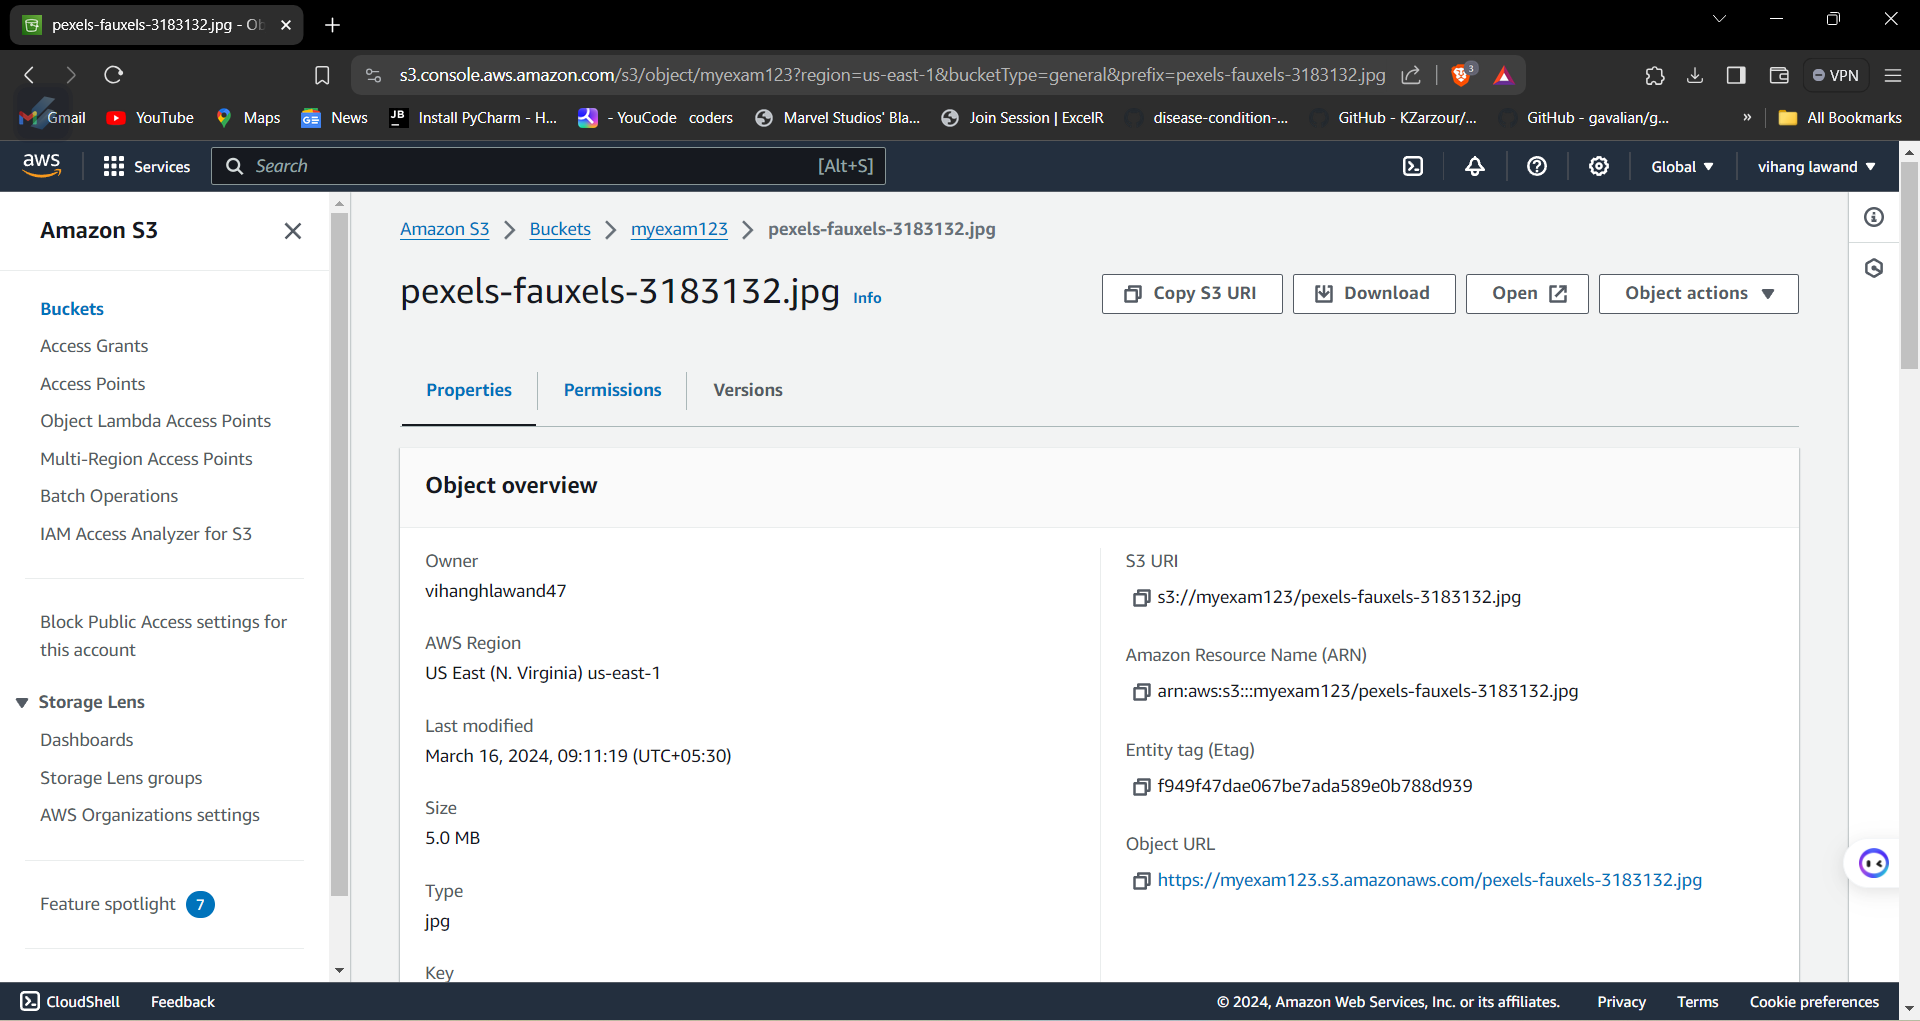 pexels-fauxels-3183132.jpg - Ob
s3.console.aws.amazon.com/s3/object/myexam123?region=us-east-1&bucketType=general&prefix=pexels-fauxels-3183132.jpg
3
VPN
Gmail YouTube Maps News Install PyCharm - H... - YouCode coders Marvel Studios' Bla... Join Session | ExcelR disease-condition-... GitHub - KZarzour/... GitHub - gavalian/g... » All Bookmarks
aws Services Search [Alt+S] Global vihang lawand
Amazon S3
Buckets
Access Grants
Access Points
Object Lambda Access Points
Multi-Region Access Points
Batch Operations
IAM Access Analyzer for S3
Block Public Access settings for
this account
Storage Lens
Dashboards
Storage Lens groups
AWS Organizations settings
Feature spotlight 7
Amazon S3 > Buckets > myexam123 > pexels-fauxels-3183132.jpg
pexels-fauxels-3183132.jpg Info
Copy S3 URI Download Open Object actions
Properties Permissions Versions
Object overview
Owner
vihanghlawand47
AWS Region
US East (N. Virginia) us-east-1
Last modified
March 16, 2024, 09:11:19 (UTC+05:30)
Size
5.0 MB
Type
jpg
Key
S3 URI
s3://myexam123/pexels-fauxels-3183132.jpg
Amazon Resource Name (ARN)
arn:aws:s3:::myexam123/pexels-fauxels-3183132.jpg
Entity tag (Etag)
f949f47dae067be7ada589e0b788d939
Object URL
https://myexam123.s3.amazonaws.com/pexels-fauxels-3183132.jpg
CloudShell Feedback © 2024, Amazon Web Services, Inc. or its affiliates. Privacy Terms Cookie preferences